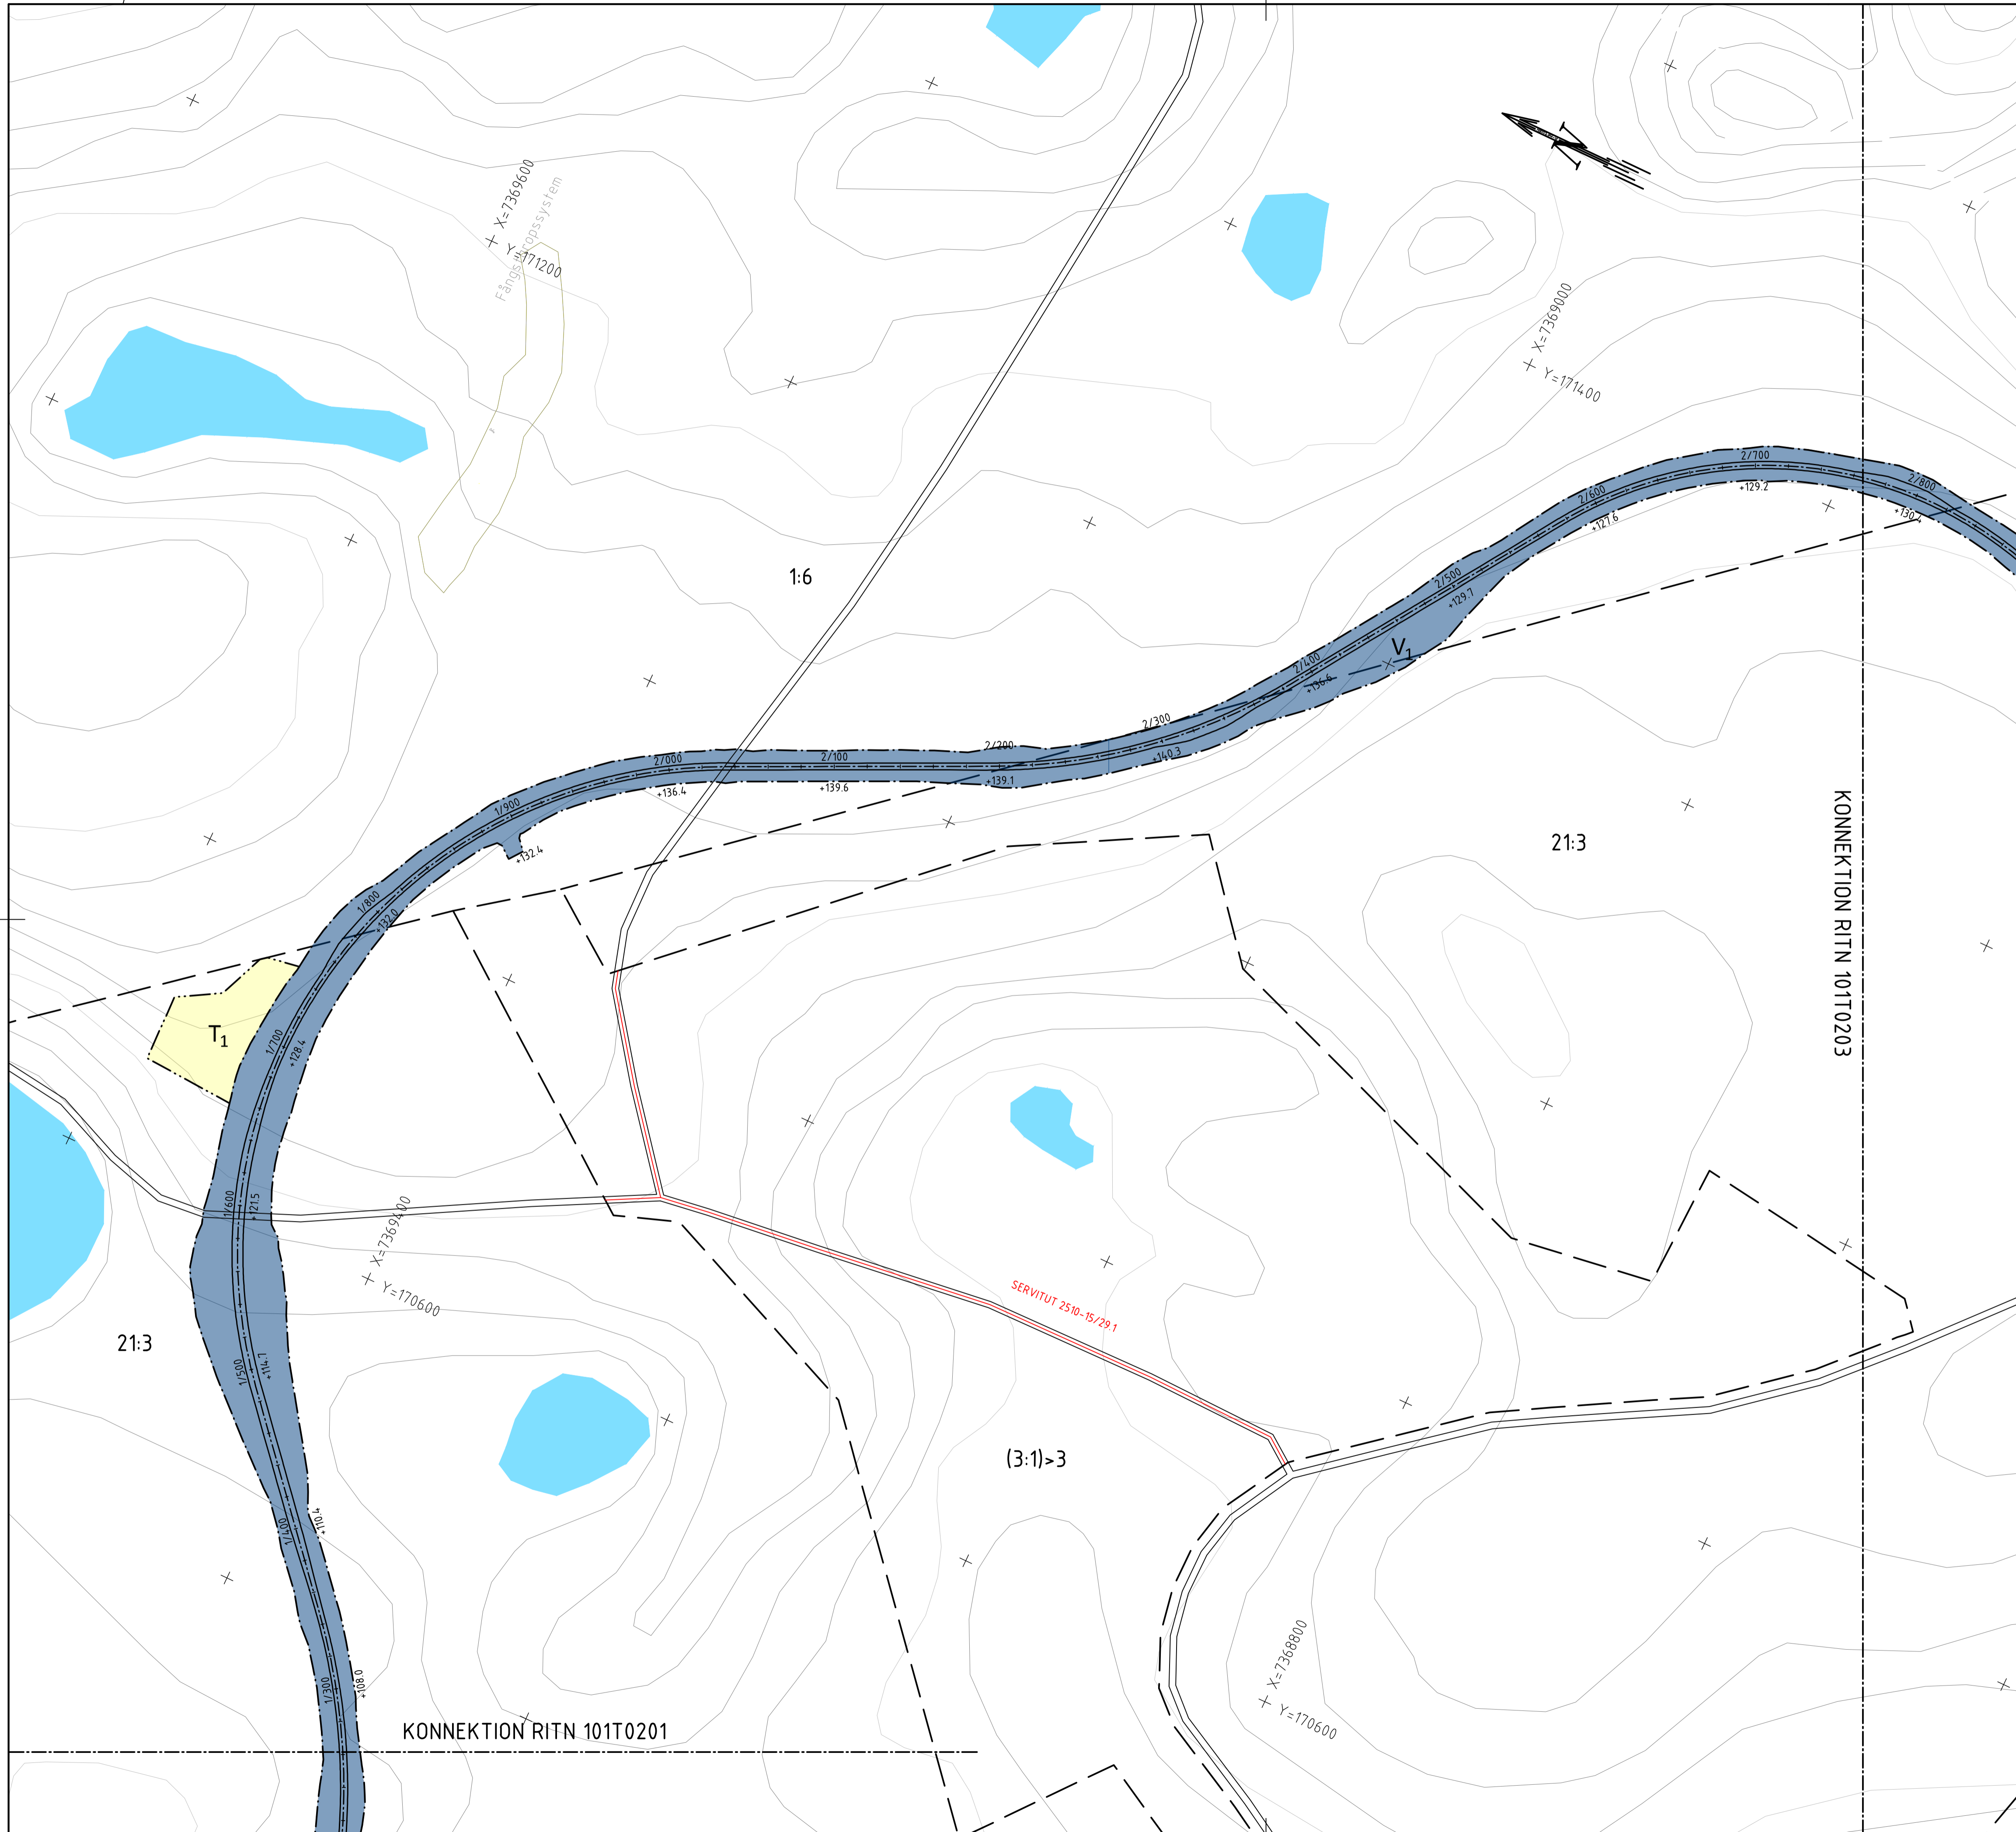 X=7369600
Y=171200
Fångstgropssystem
N
X=7369000
Y=171400
1:6
2/700
+129.2
2/800
+130.4
2/600
+127.6
2/500
+129.7
V1
2/400
+136.6
2/300
+140.3
2/200
+139.1
2/100
+139.6
2/000
+136.4
1/900
+132.4
1/800
+132.0
21:3
KONNEKTION RITN 101T0203
T1
1/700
+128.4
1/600
+121.5
X=7369400
Y=170600
SERVITUT 2510-15/29.1
21:3
1/500
+114.7
(3:1)>3
1/400
+110.4
1/300
+108.0
X=7368800
Y=170600
KONNEKTION RITN 101T0201